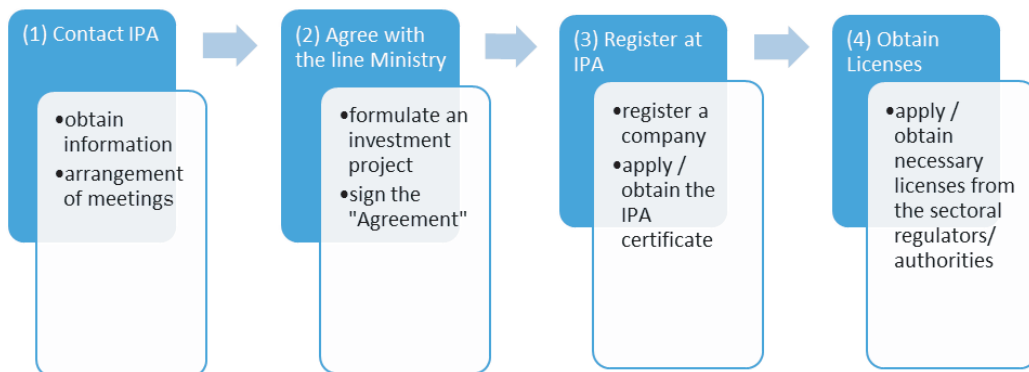 (1) Contact IPA
•obtain
information
•arrangement
of meetings
(2) Agree with
the line Ministry
•formulate an
investment
project
•sign the
"Agreement"
(3) Register at
IPA
•register a
company
•apply /
obtain the
IPA
certificate
(4) Obtain
Licenses
•apply /
obtain
necessary
licenses from
the sectoral
regulators/
authorities